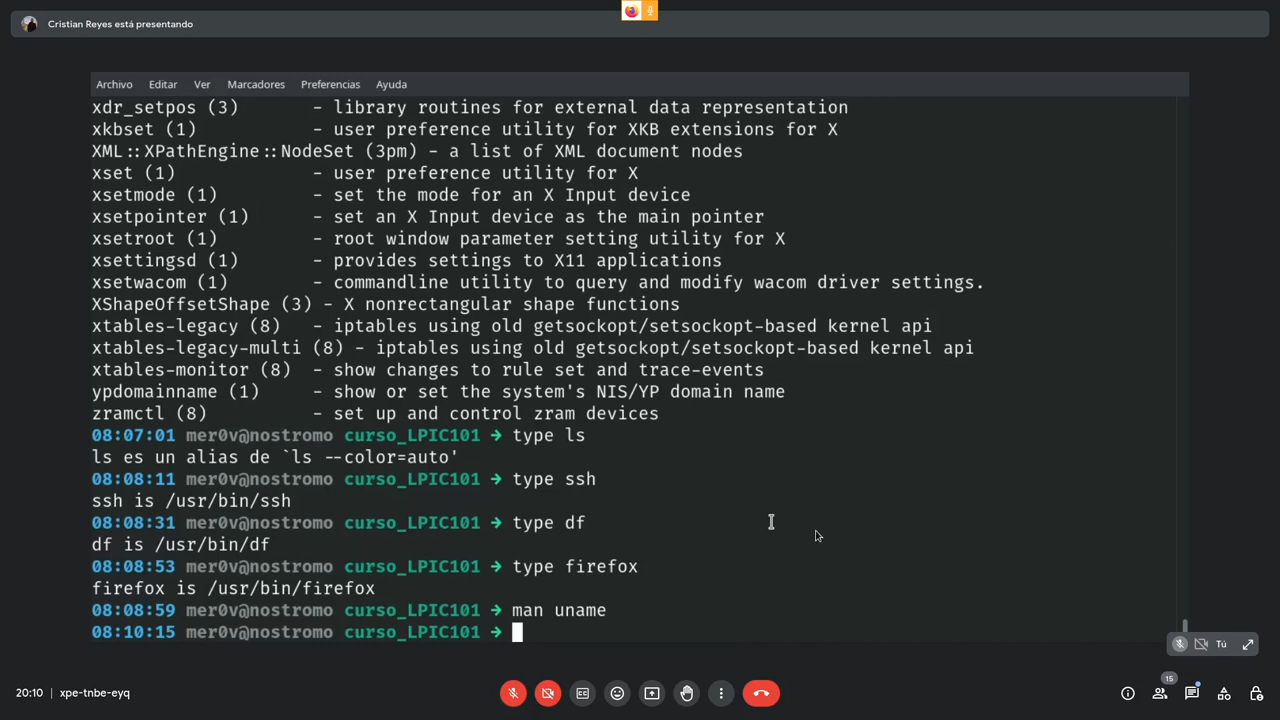 Cristian Reyes está presentando
Archivo Editar Ver Marcadores Preferencias Ayuda
xdr_setpos (3) - library routines for external data representation
xkbset (1) - user preference utility for XKB extensions for X
XML::XPathEngine::NodeSet (3pm) - a list of XML document nodes
xset (1) - user preference utility for X
xsetmode (1) - set the mode for an X Input device
xsetpointer (1) - set an X Input device as the main pointer
xsetroot (1) - root window parameter setting utility for X
xsettingsd (1) - provides settings to X11 applications
xsetwacom (1) - commandline utility to query and modify wacom driver settings.
XShapeOffsetShape (3) - X nonrectangular shape functions
xtables-legacy (8) - iptables using old getsockopt/setsockopt-based kernel api
xtables-legacy-multi (8) - iptables using old getsockopt/setsockopt-based kernel api
xtables-monitor (8) - show changes to rule set and trace-events
ypdomainname (1) - show or set the system's NIS/YP domain name
zramctl (8) - set up and control zram devices
08:07:01 mer0v@nostromo curso_LPIC101 → type ls
ls es un alias de `ls --color=auto'
08:08:11 mer0v@nostromo curso_LPIC101 → type ssh
ssh is /usr/bin/ssh
08:08:31 mer0v@nostromo curso_LPIC101 → type df
df is /usr/bin/df
08:08:53 mer0v@nostromo curso_LPIC101 → type firefox
firefox is /usr/bin/firefox
08:08:59 mer0v@nostromo curso_LPIC101 → man uname
08:10:15 mer0v@nostromo curso_LPIC101 →
Tú
20:10 | xpe-tnbe-eyq
15